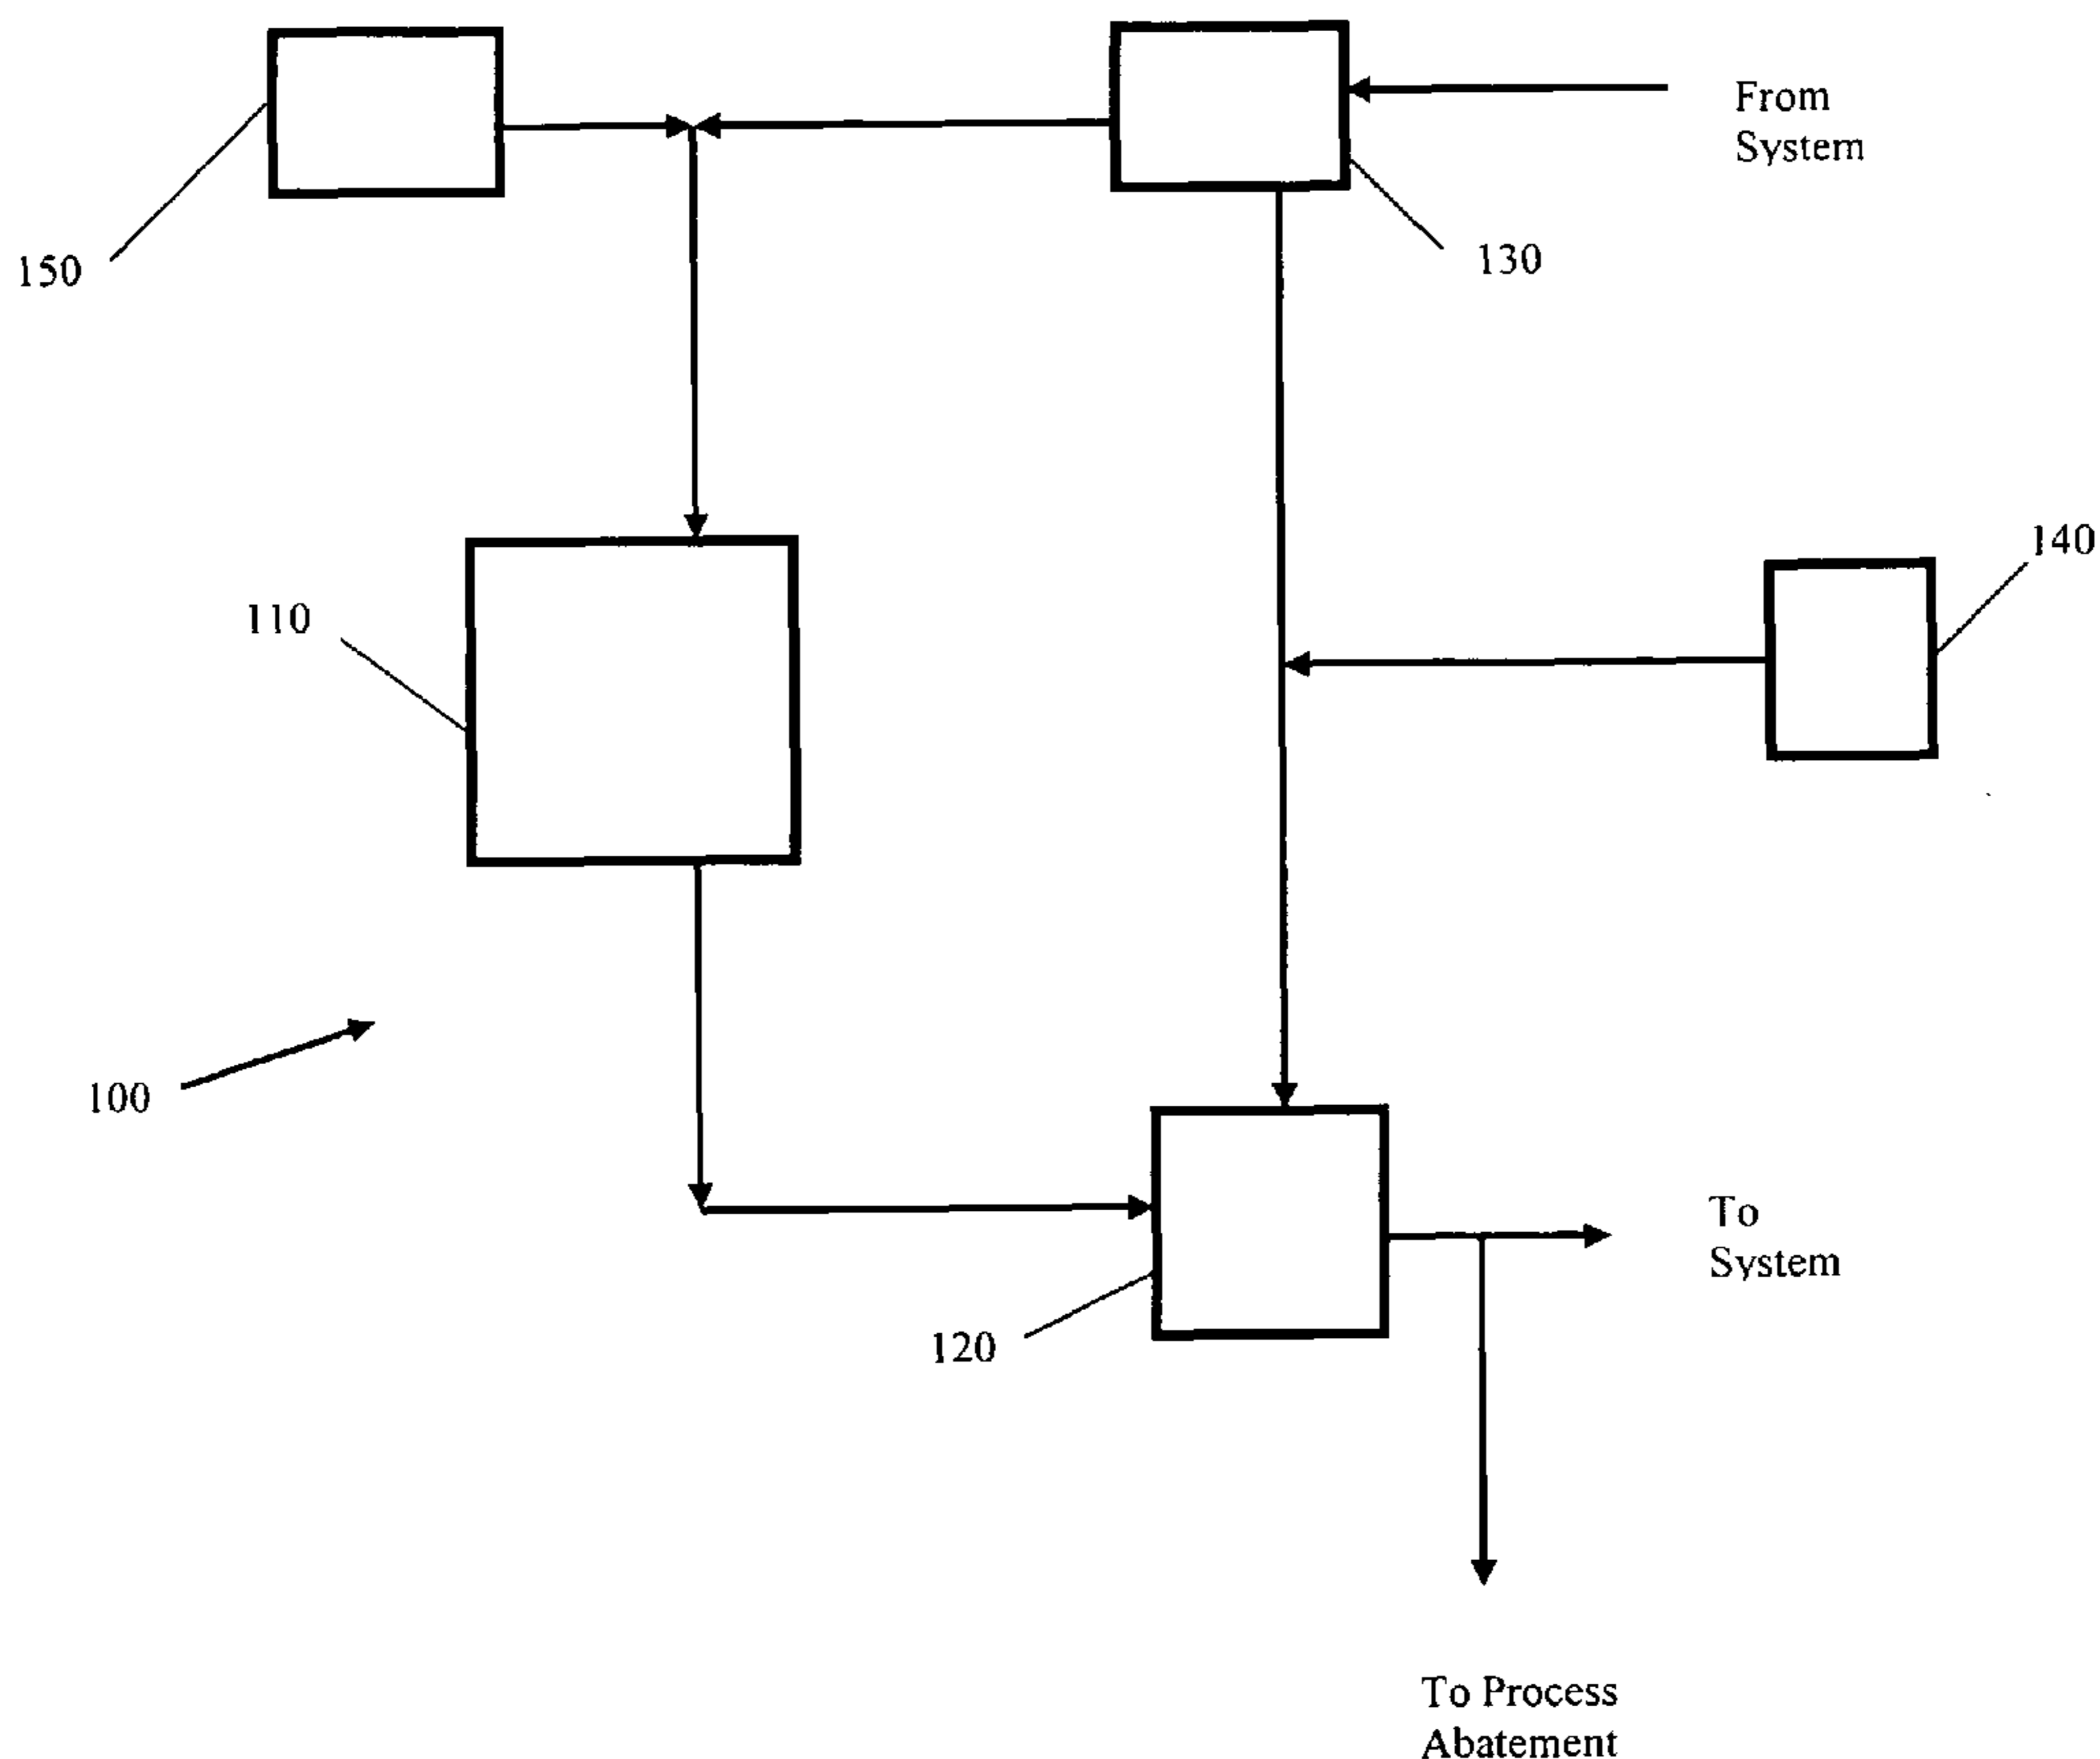 From
System
150
130
140
110
100
To
System
120
To Process
Abatement